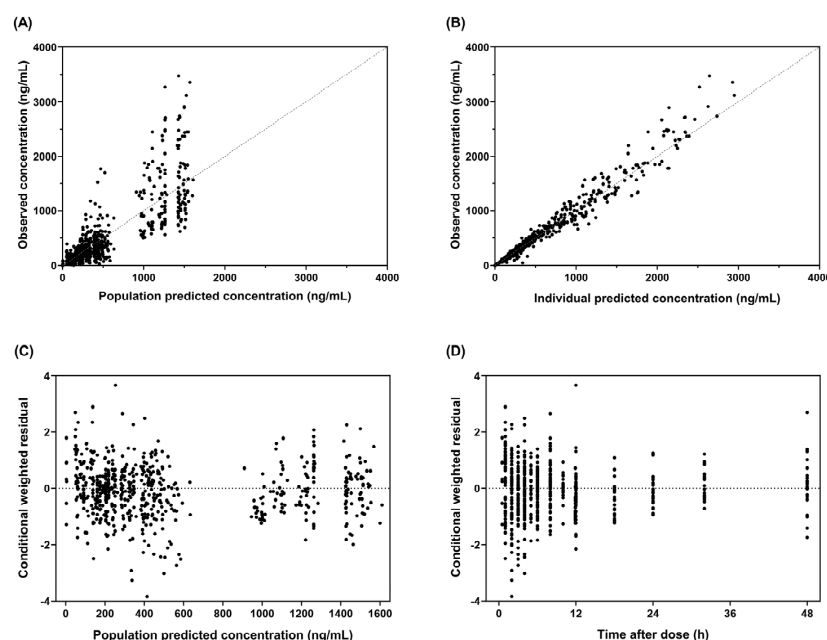 (A)
4000
3000
2000
1000
0
0 1000 2000 3000 4000
Observed concentration (ng/mL)
Population predicted concentration (ng/mL)
(B)
4000
3000
2000
1000
0
0 1000 2000 3000 400
Observed concentration (ng/mL)
Individual predicted concentration (ng/mL)
(C)
4
2
0
-2
-4
0 200 400 600 800 1000 1200 1400 1600
Conditional weighted residual
Population predicted concentration (ng/mL)
(D)
4
2
0
-2
-4
0 12 24 36 48
Conditional weighted residual
Time after dose (h)